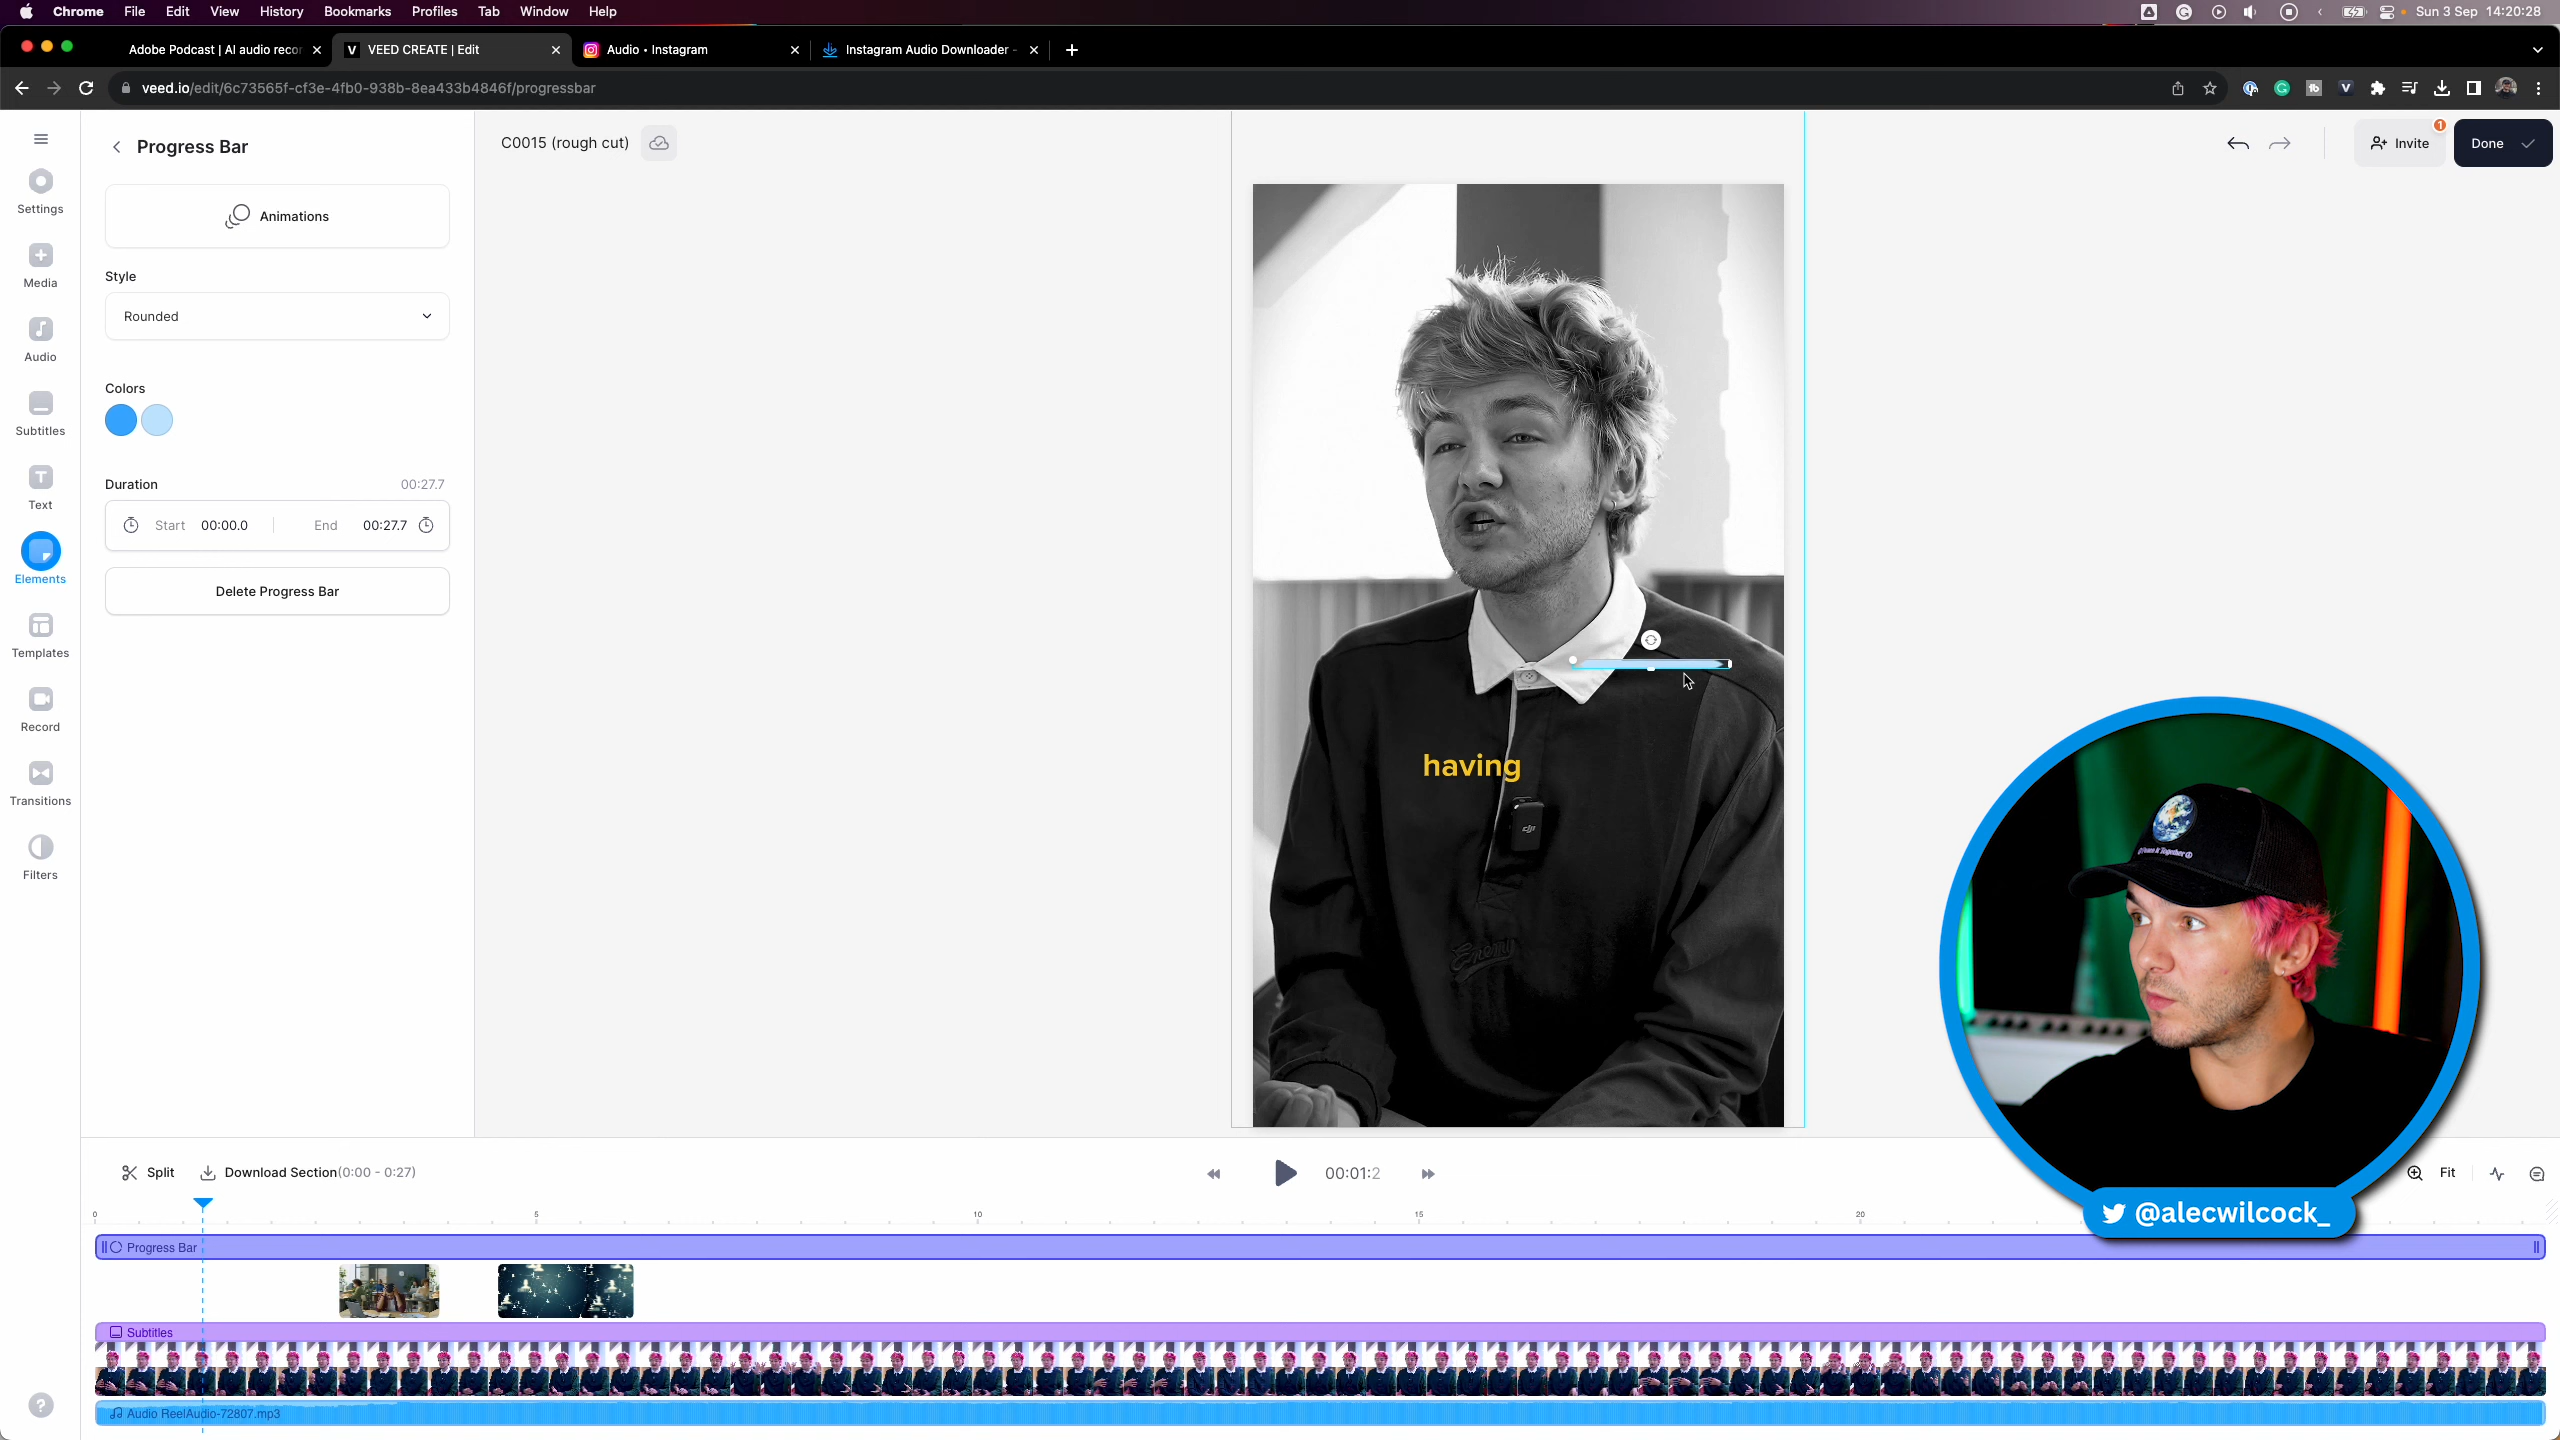 Chrome File Edit View History Bookmarks Profiles Tab Window Help
Sun 3 Sep 14:20:28
Adobe Podcast | AI audio recor
VEED CREATE | Edit
Audio • Instagram
Instagram Audio Downloader -
veed.io/edit/6c73565f-cf3e-4fb0-938b-8ea433b4846f/progressbar
Settings
Media
Audio
Subtitles
Text
Elements
Templates
Record
Transitions
Filters
Progress Bar
Animations
Style
Rounded
Colors
Duration 00:27.7
Start 00:00.0 End 00:27.7
Delete Progress Bar
C0015 (rough cut)
1
Invite
Done
having
dji
Enemy
Split
Download Section(0:00 - 0:27)
00:01:2
Fit
0 5 10 15 20
@alecwilcock_
Progress Bar
Subtitles
Audio ReelAudio-72807.mp3